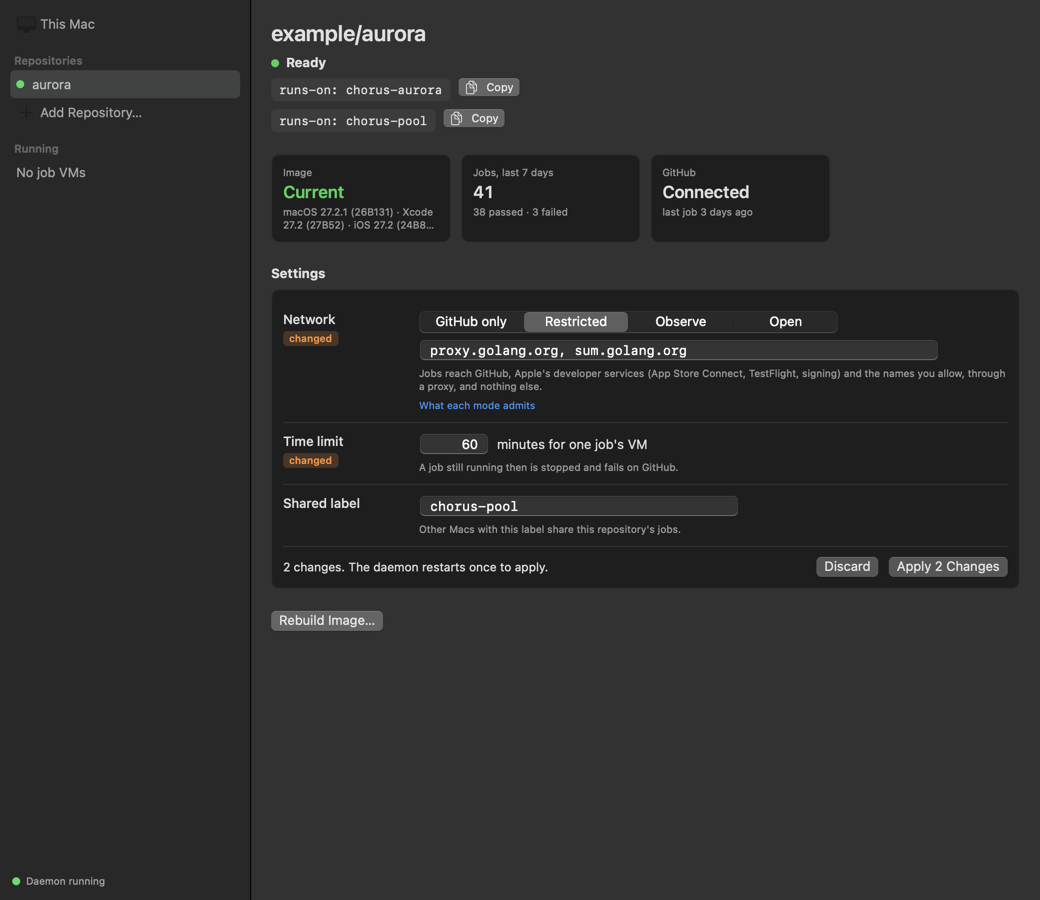 This Mac
Repositories
aurora
Add Repository...
Running
No job VMs
Daemon running
example/aurora
Ready
runs-on: chorus-aurora
Copy
runs-on: chorus-pool
Copy
Image
Current
macOS 27.2.1 (26B131) · Xcode
27.2 (27B52) · iOS 27.2 (24B8...
Jobs, last 7 days
41
38 passed · 3 failed
GitHub
Connected
last job 3 days ago
Settings
Network
changed
GitHub only
Restricted
Observe
Open
proxy.golang.org, sum.golang.org
Jobs reach GitHub, Apple's developer services (App Store Connect, TestFlight, signing) and the names you allow, through
a proxy, and nothing else.
What each mode admits
Time limit
changed
60 minutes for one job's VM
A job still running then is stopped and fails on GitHub.
Shared label
chorus-pool
Other Macs with this label share this repository's jobs.
2 changes. The daemon restarts once to apply.
Discard
Apply 2 Changes
Rebuild Image...